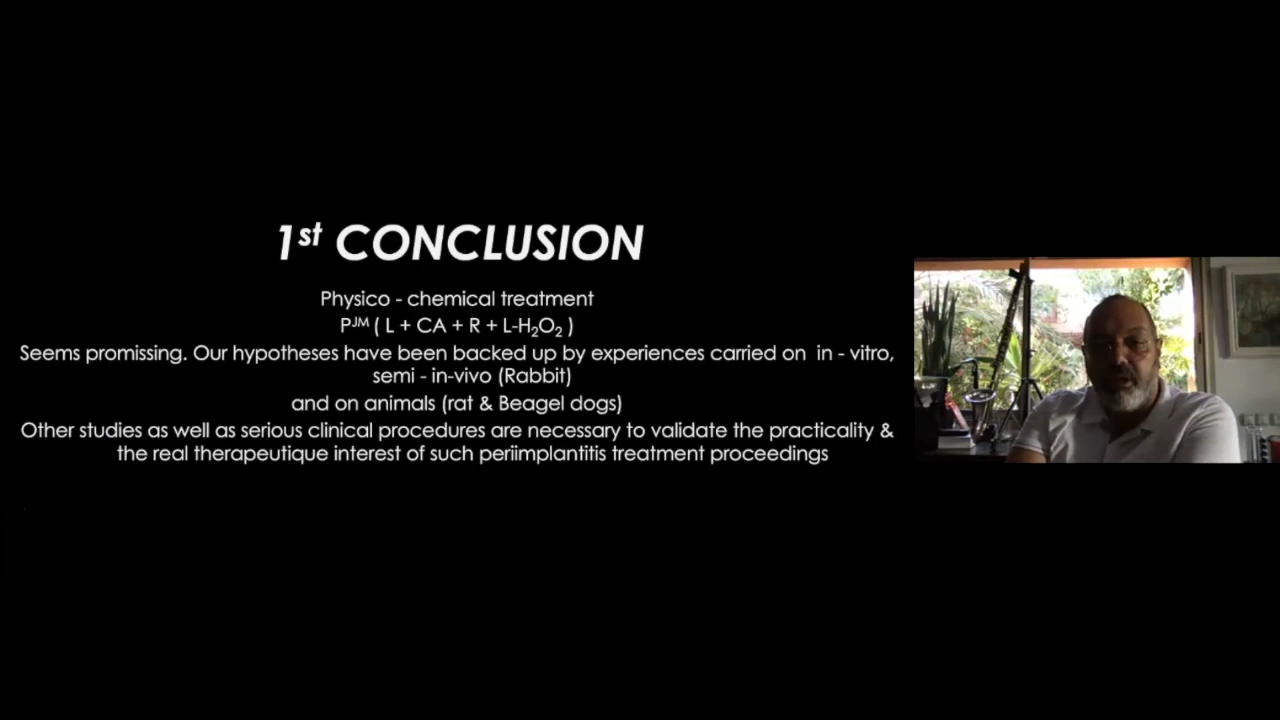 1st CONCLUSION
Physico - chemical treatment
PJM ( L + CA + R + L-H2O2 )
Seems promissing. Our hypotheses have been backed up by experiences carried on in - vitro,
semi - in-vivo (Rabbit)
and on animals (rat & Beagel dogs)
Other studies as well as serious clinical procedures are necessary to validate the practicality &
the real therapeutique interest of such periimplantitis treatment proceedings